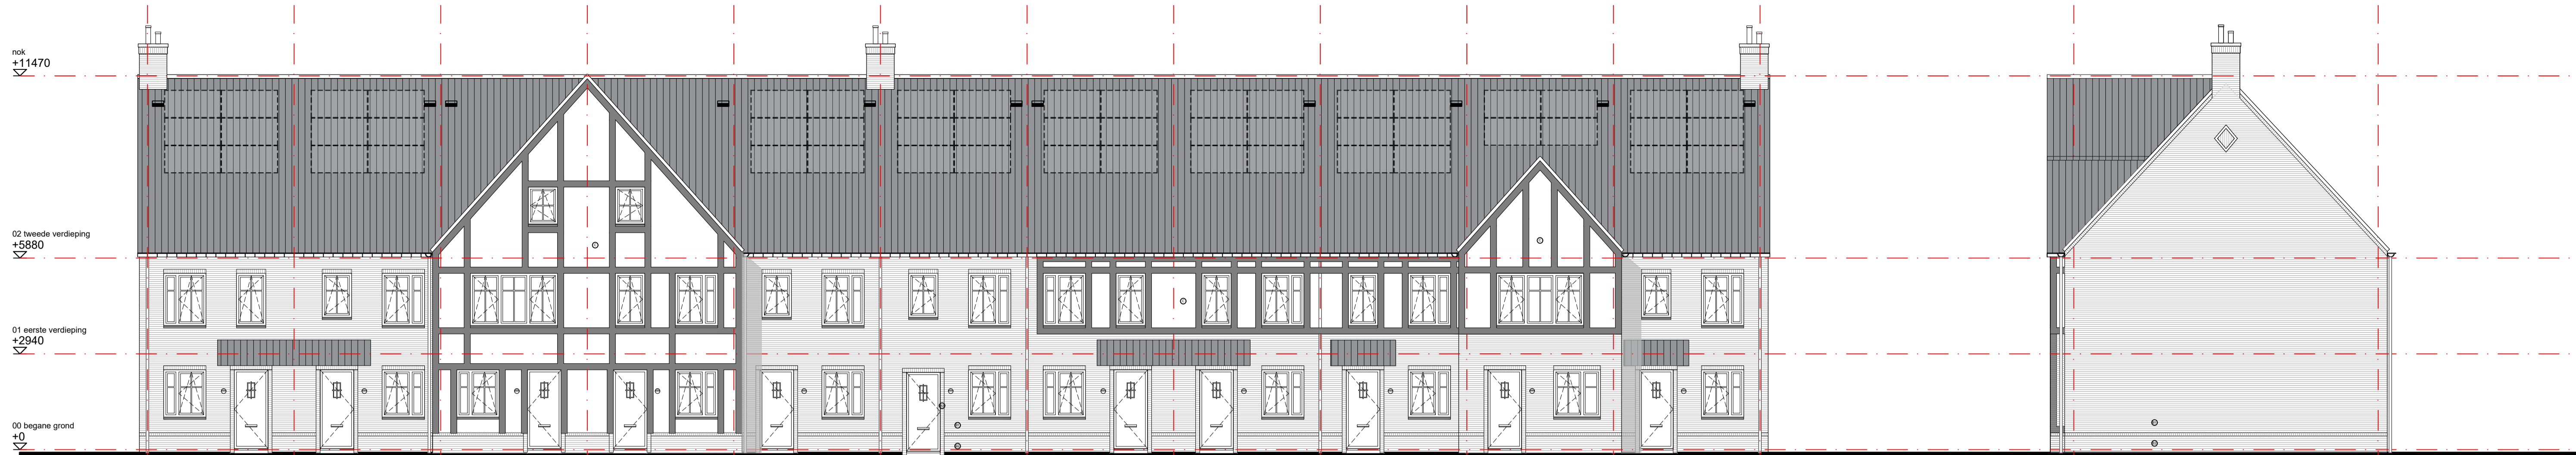 nok
+11470
02 tweede verdieping
+5880
01 eerste verdieping
+2940
00 begane grond
+0